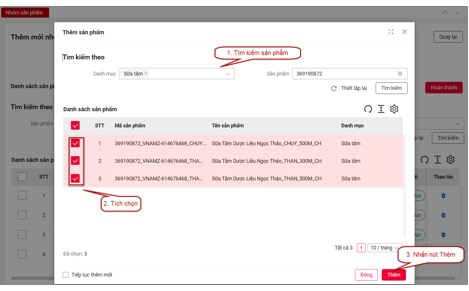 Nhóm sản phẩm
Thêm mới nh
Quay lại
Thêm sản phẩm
1. Tìm kiếm sản phẩm
Tìm kiếm theo
Danh mục Sữa tắm × Sản phẩm 369190872
Thiết lập lại Tìm kiếm
Danh sách sản phẩm
STT Mã sản phẩm Tên sản phẩm Danh mục
1 369190872_VNAMZ-614676468_CHUY... Sữa Tắm Dược Liệu Ngọc Thảo_CHUY_500M_CH Sữa tắm
2 369190872_VNAMZ-614676468_THA... Sữa Tắm Dược Liệu Ngọc Thảo_THAN_300M_CH Sữa tắm
3 369190872_VNAMZ-614676468_THA... Sữa Tắm Dược Liệu Ngọc Thảo_THAN_500M_CH Sữa tắm
2. Tích chọn
Tất cả 3 1 10 / trang
Đã chọn: 3
3. Nhấn nút Thêm
Tiếp tục thêm mới
Đóng Thêm
Danh sách sản
Hoàn thành
Tìm kiếm theo
Sản phẩm
Tìm kiếm
Danh sách sản p
STT
Thao tác
1
2
3
4